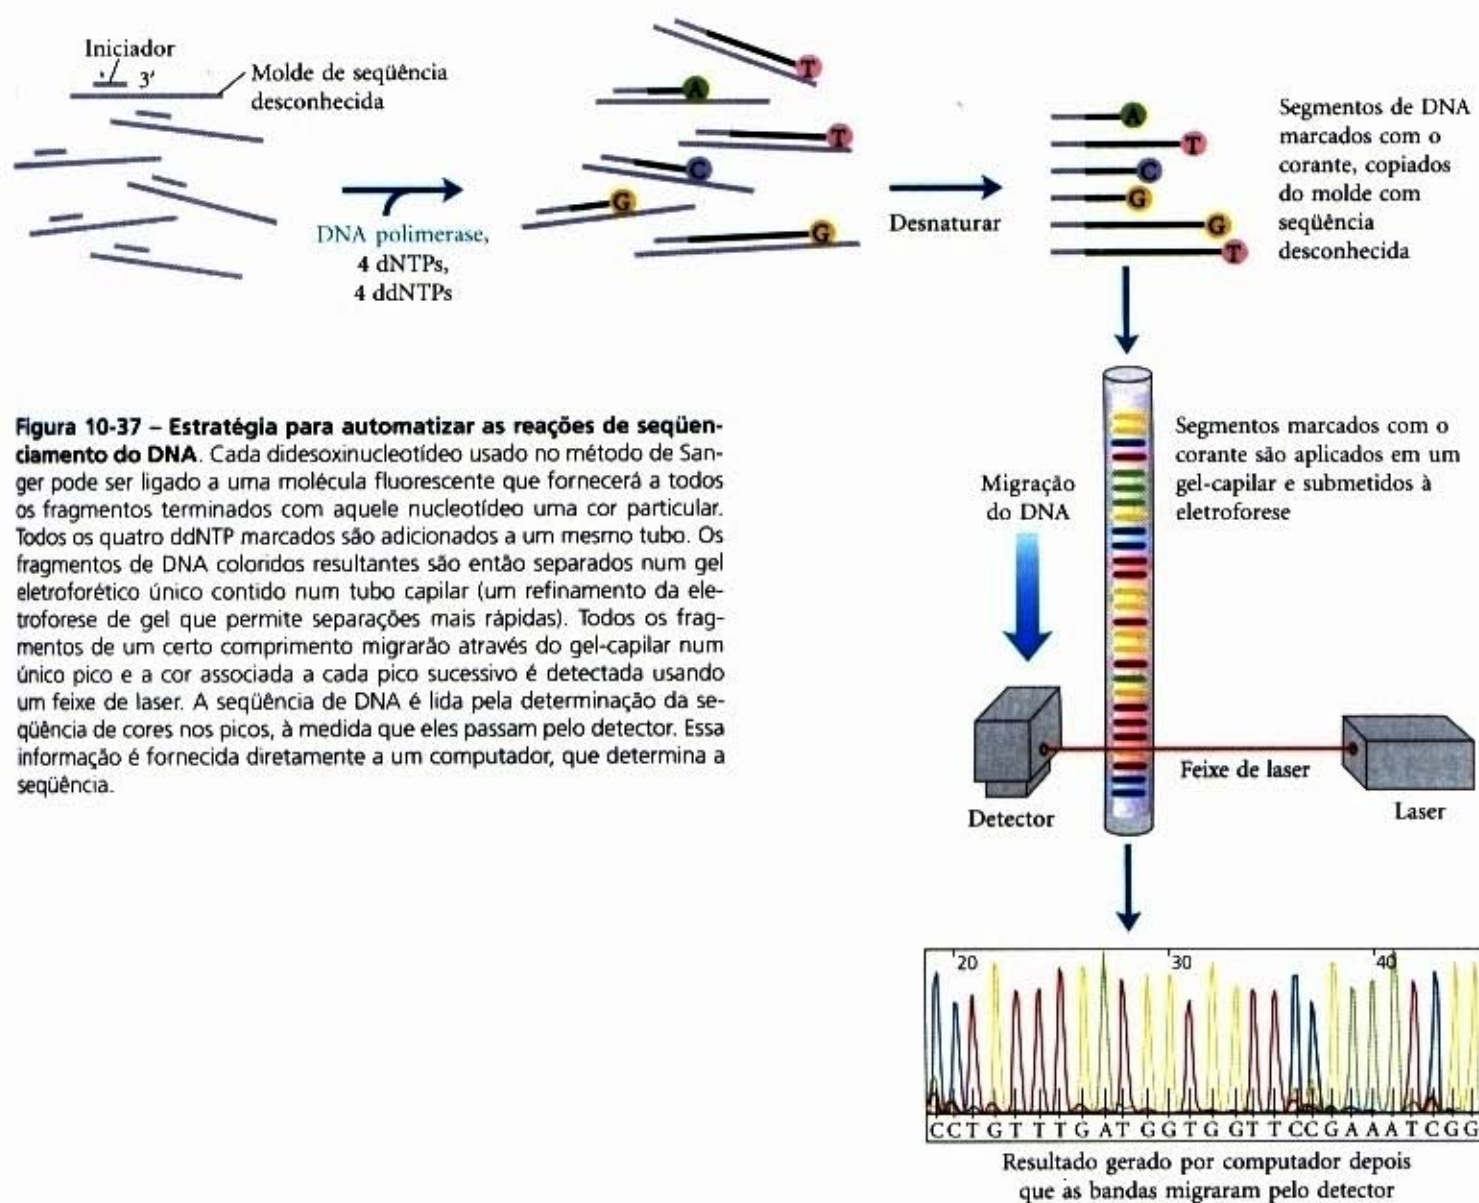 Iniciador
3'
Molde de seqüência
desconhecida
DNA polimerase,
4 dNTPs,
4 ddNTPs
T
A
T
C
G
G
Desnaturar
A
T
C
G
G
T
Segmentos de DNA
marcados com o
corante, copiados
do molde com
seqüência
desconhecida
Figura 10-37 – Estratégia para automatizar as reações de seqüen-
ciamento do DNA. Cada didesoxinucleotídeo usado no método de San-
ger pode ser ligado a uma molécula fluorescente que fornecerá a todos
os fragmentos terminados com aquele nucleotídeo uma cor particular.
Todos os quatro ddNTP marcados são adicionados a um mesmo tubo. Os
fragmentos de DNA coloridos resultantes são então separados num gel
eletroforético único contido num tubo capilar (um refinamento da ele-
troforese de gel que permite separações mais rápidas). Todos os frag-
mentos de um certo comprimento migrarão através do gel-capilar num
único pico e a cor associada a cada pico sucessivo é detectada usando
um feixe de laser. A seqüência de DNA é lida pela determinação da se-
qüência de cores nos picos, à medida que eles passam pelo detector. Essa
informação é fornecida diretamente a um computador, que determina a
seqüência.
Migração
do DNA
Segmentos marcados com o
corante são aplicados em um
gel-capilar e submetidos à
eletroforese
Detector
Feixe de laser
Laser
20 30 40
CCTGTTTGATGGTGGTTCCGAAATCGG
Resultado gerado por computador depois
que as bandas migraram pelo detector